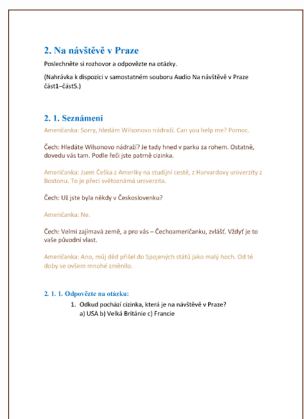 2. Na návštěvě v Praze
Poslechněte si rozhovor a odpovězte na otázky.
(Nahrávka k dispozici v samostatném souboru Audio Na návštěvě v Praze
část1–část5.)
2. 1. Seznámení
Američanka: Sorry, hledám Wilsonovo nádraží. Can you help me? Pomoc.
Čech: Hledáte Wilsonovo nádraží? Je tady hned v parku za rohem. Ostatně,
dovedu vás tam. Podle řeči jste patrně cizinka.
Američanka: Jsem Češka z Ameriky na studijní cestě, z Harvardovy univerzity z
Bostonu. To je přeci světoznámá univerzita.
Čech: Už jste byla někdy v Československu?
Američanka: Ne.
Čech: Velmi zajímavá země, a pro vás – Čechoameričanku, zvlášť. Vždyť je to
vaše původní vlast.
Američanka: Ano, můj děd přišel do Spojených států jako malý hoch. Od té
doby se ovšem mnohé změnilo.
2. 1. 1. Odpovězte na otázku:
1. Odkud pochází cizinka, která je na návštěvě v Praze?
a) USA b) Velká Británie c) Francie